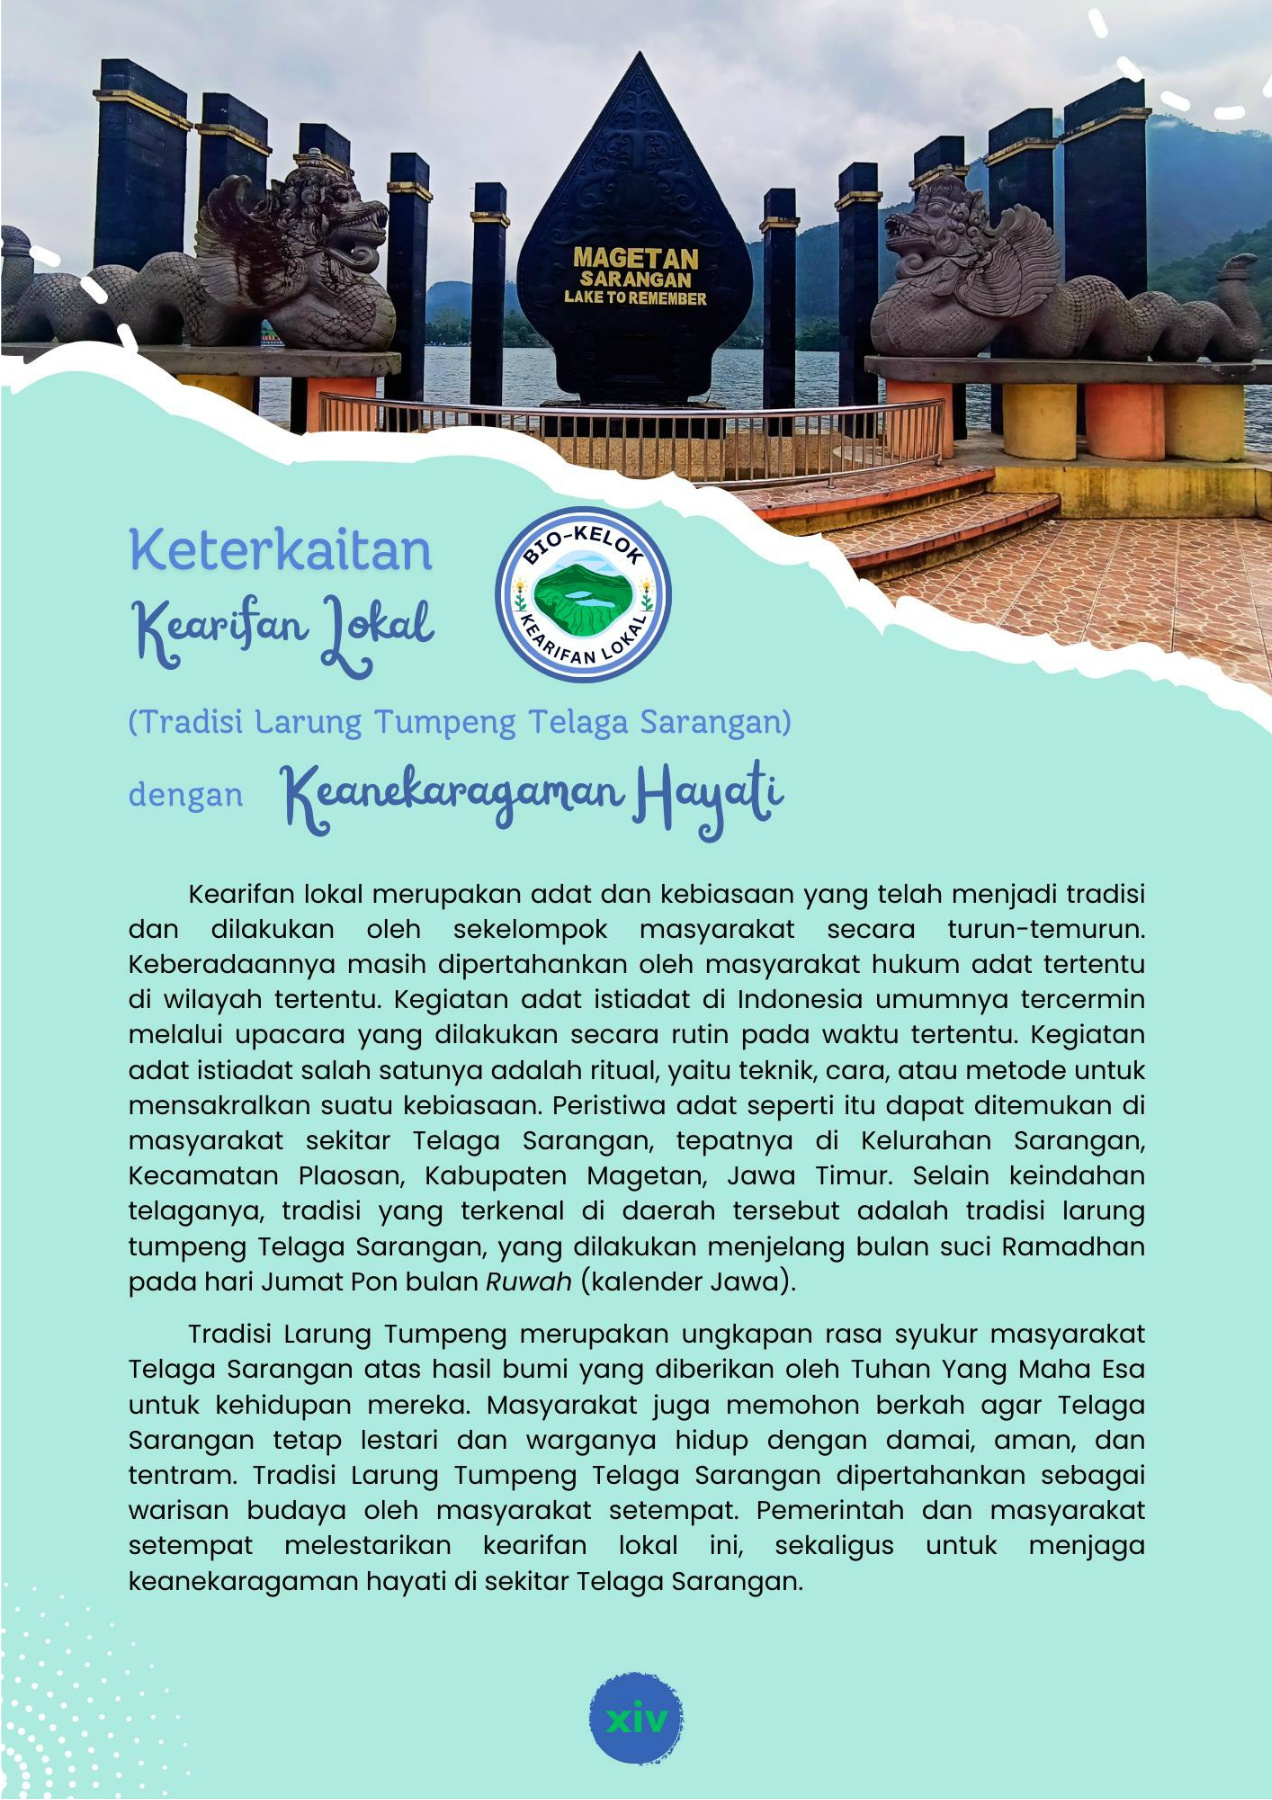 MAGETAN
SARANGAN
LAKE TO REMEMBER
Keterkaitan
Kearifan Lokal
BIO-KELOK
KEARIFAN LOKAL
(Tradisi Larung Tumpeng Telaga Sarangan)
dengan Keanekaragaman Hayati
Kearifan lokal merupakan adat dan kebiasaan yang telah menjadi tradisi
dan dilakukan oleh sekelompok masyarakat secara turun-temurun.
Keberadaannya masih dipertahankan oleh masyarakat hukum adat tertentu
di wilayah tertentu. Kegiatan adat istiadat di Indonesia umumnya tercermin
melalui upacara yang dilakukan secara rutin pada waktu tertentu. Kegiatan
adat istiadat salah satunya adalah ritual, yaitu teknik, cara, atau metode untuk
mensakralkan suatu kebiasaan. Peristiwa adat seperti itu dapat ditemukan di
masyarakat sekitar Telaga Sarangan, tepatnya di Kelurahan Sarangan,
Kecamatan Plaosan, Kabupaten Magetan, Jawa Timur. Selain keindahan
telaganya, tradisi yang terkenal di daerah tersebut adalah tradisi larung
tumpeng Telaga Sarangan, yang dilakukan menjelang bulan suci Ramadhan
pada hari Jumat Pon bulan Ruwah (kalender Jawa).
Tradisi Larung Tumpeng merupakan ungkapan rasa syukur masyarakat
Telaga Sarangan atas hasil bumi yang diberikan oleh Tuhan Yang Maha Esa
untuk kehidupan mereka. Masyarakat juga memohon berkah agar Telaga
Sarangan tetap lestari dan warganya hidup dengan damai, aman, dan
tentram. Tradisi Larung Tumpeng Telaga Sarangan dipertahankan sebagai
warisan budaya oleh masyarakat setempat. Pemerintah dan masyarakat
setempat melestarikan kearifan lokal ini, sekaligus untuk menjaga
keanekaragaman hayati di sekitar Telaga Sarangan.
xiv